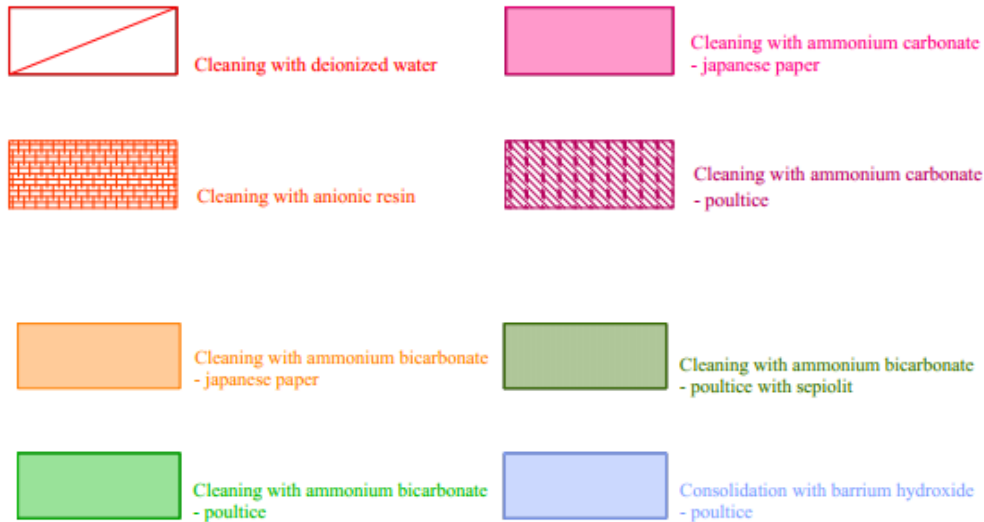 Cleaning with deionized water
Cleaning with ammonium carbonate
- japanese paper
Cleaning with anionic resin
Cleaning with ammonium carbonate
- poultice
Cleaning with ammonium bicarbonate
- japanese paper
Cleaning with ammonium bicarbonate
- poultice with sepiolit
Cleaning with ammonium bicarbonate
- poultice
Consolidation with barrium hydroxide
- poultice